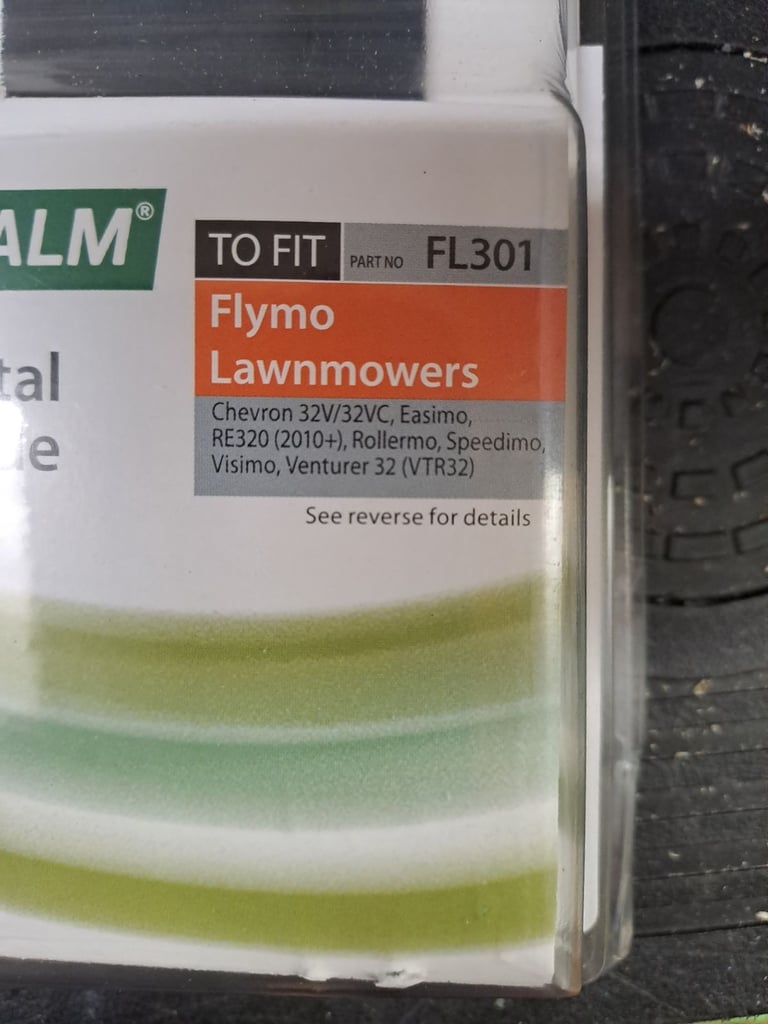 ALM®
TO FIT PART NO FL301
Flymo
Lawnmowers
Chevron 32V/32VC, Easimo,
RE320 (2010+), Rollermo, Speedimo,
Visimo, Venturer 32 (VTR32)
See reverse for details